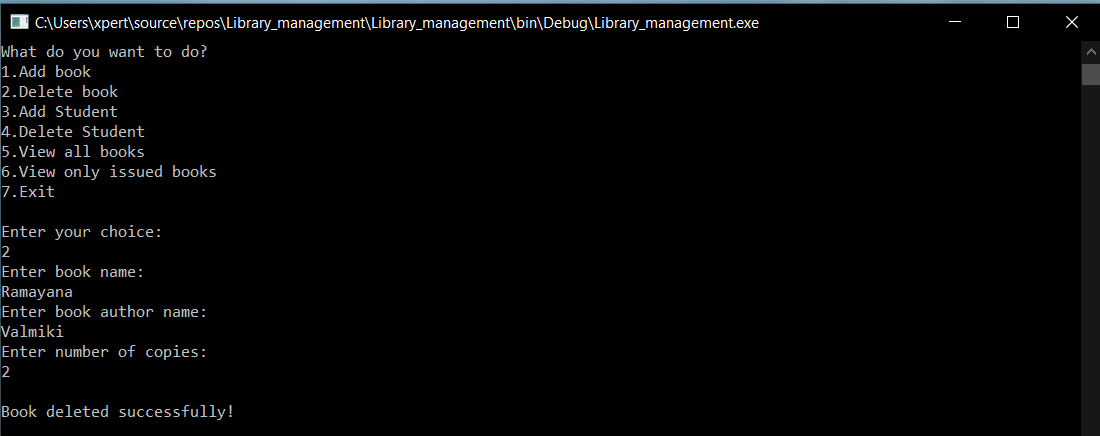 C:\Users\xpert\source\repos\Library_management\Library_management\bin\Debug\Library_management.exe
What do you want to do?
1.Add book
2.Delete book
3.Add Student
4.Delete Student
5.View all books
6.View only issued books
7.Exit
Enter your choice:
2
Enter book name:
Ramayana
Enter book author name:
Valmiki
Enter number of copies:
2
Book deleted successfully!